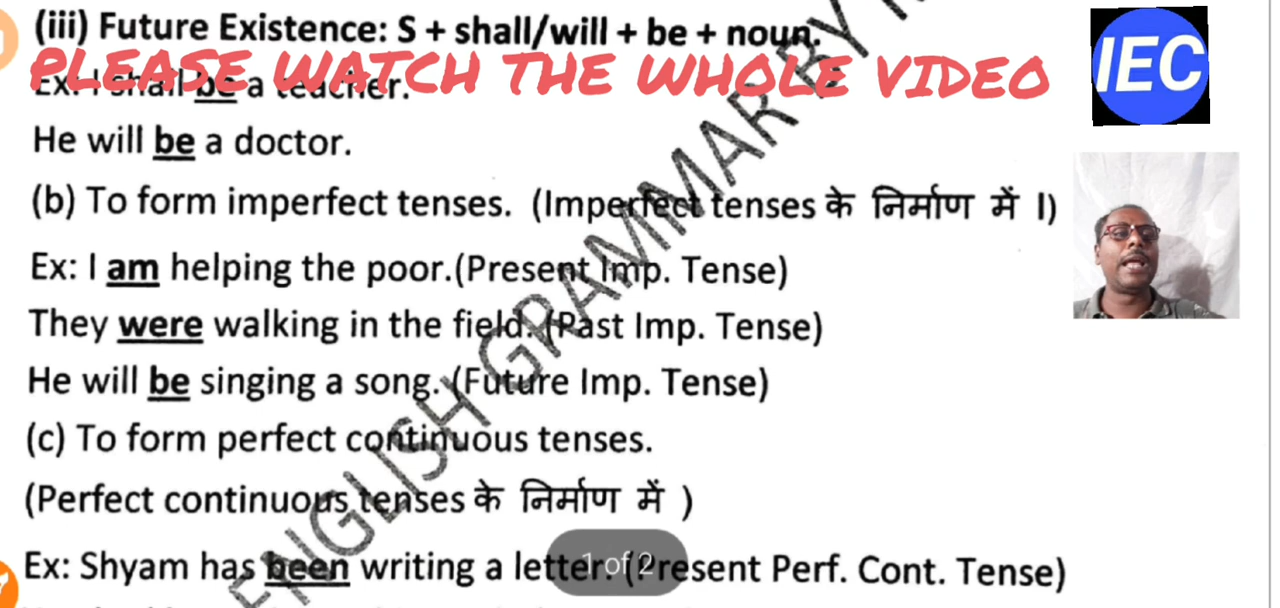 (iii) Future Existence: S + shall/will + be + noun.
PLEASE WATCH THE WHOLE VIDEO
Ex: I shall be a teacher.
IEC
He will be a doctor.
(b) To form imperfect tenses. (Imperfect tenses के निर्माण में I)
Ex: I am helping the poor.(Present Imp. Tense)
They were walking in the field. (Past Imp. Tense)
He will be singing a song. (Future Imp. Tense)
(c) To form perfect continuous tenses.
(Perfect continuous tenses के निर्माण में )
Ex: Shyam has been writing a letter. (Present Perf. Cont. Tense)
1 of 2
ENGLISH GRAMMAR BY